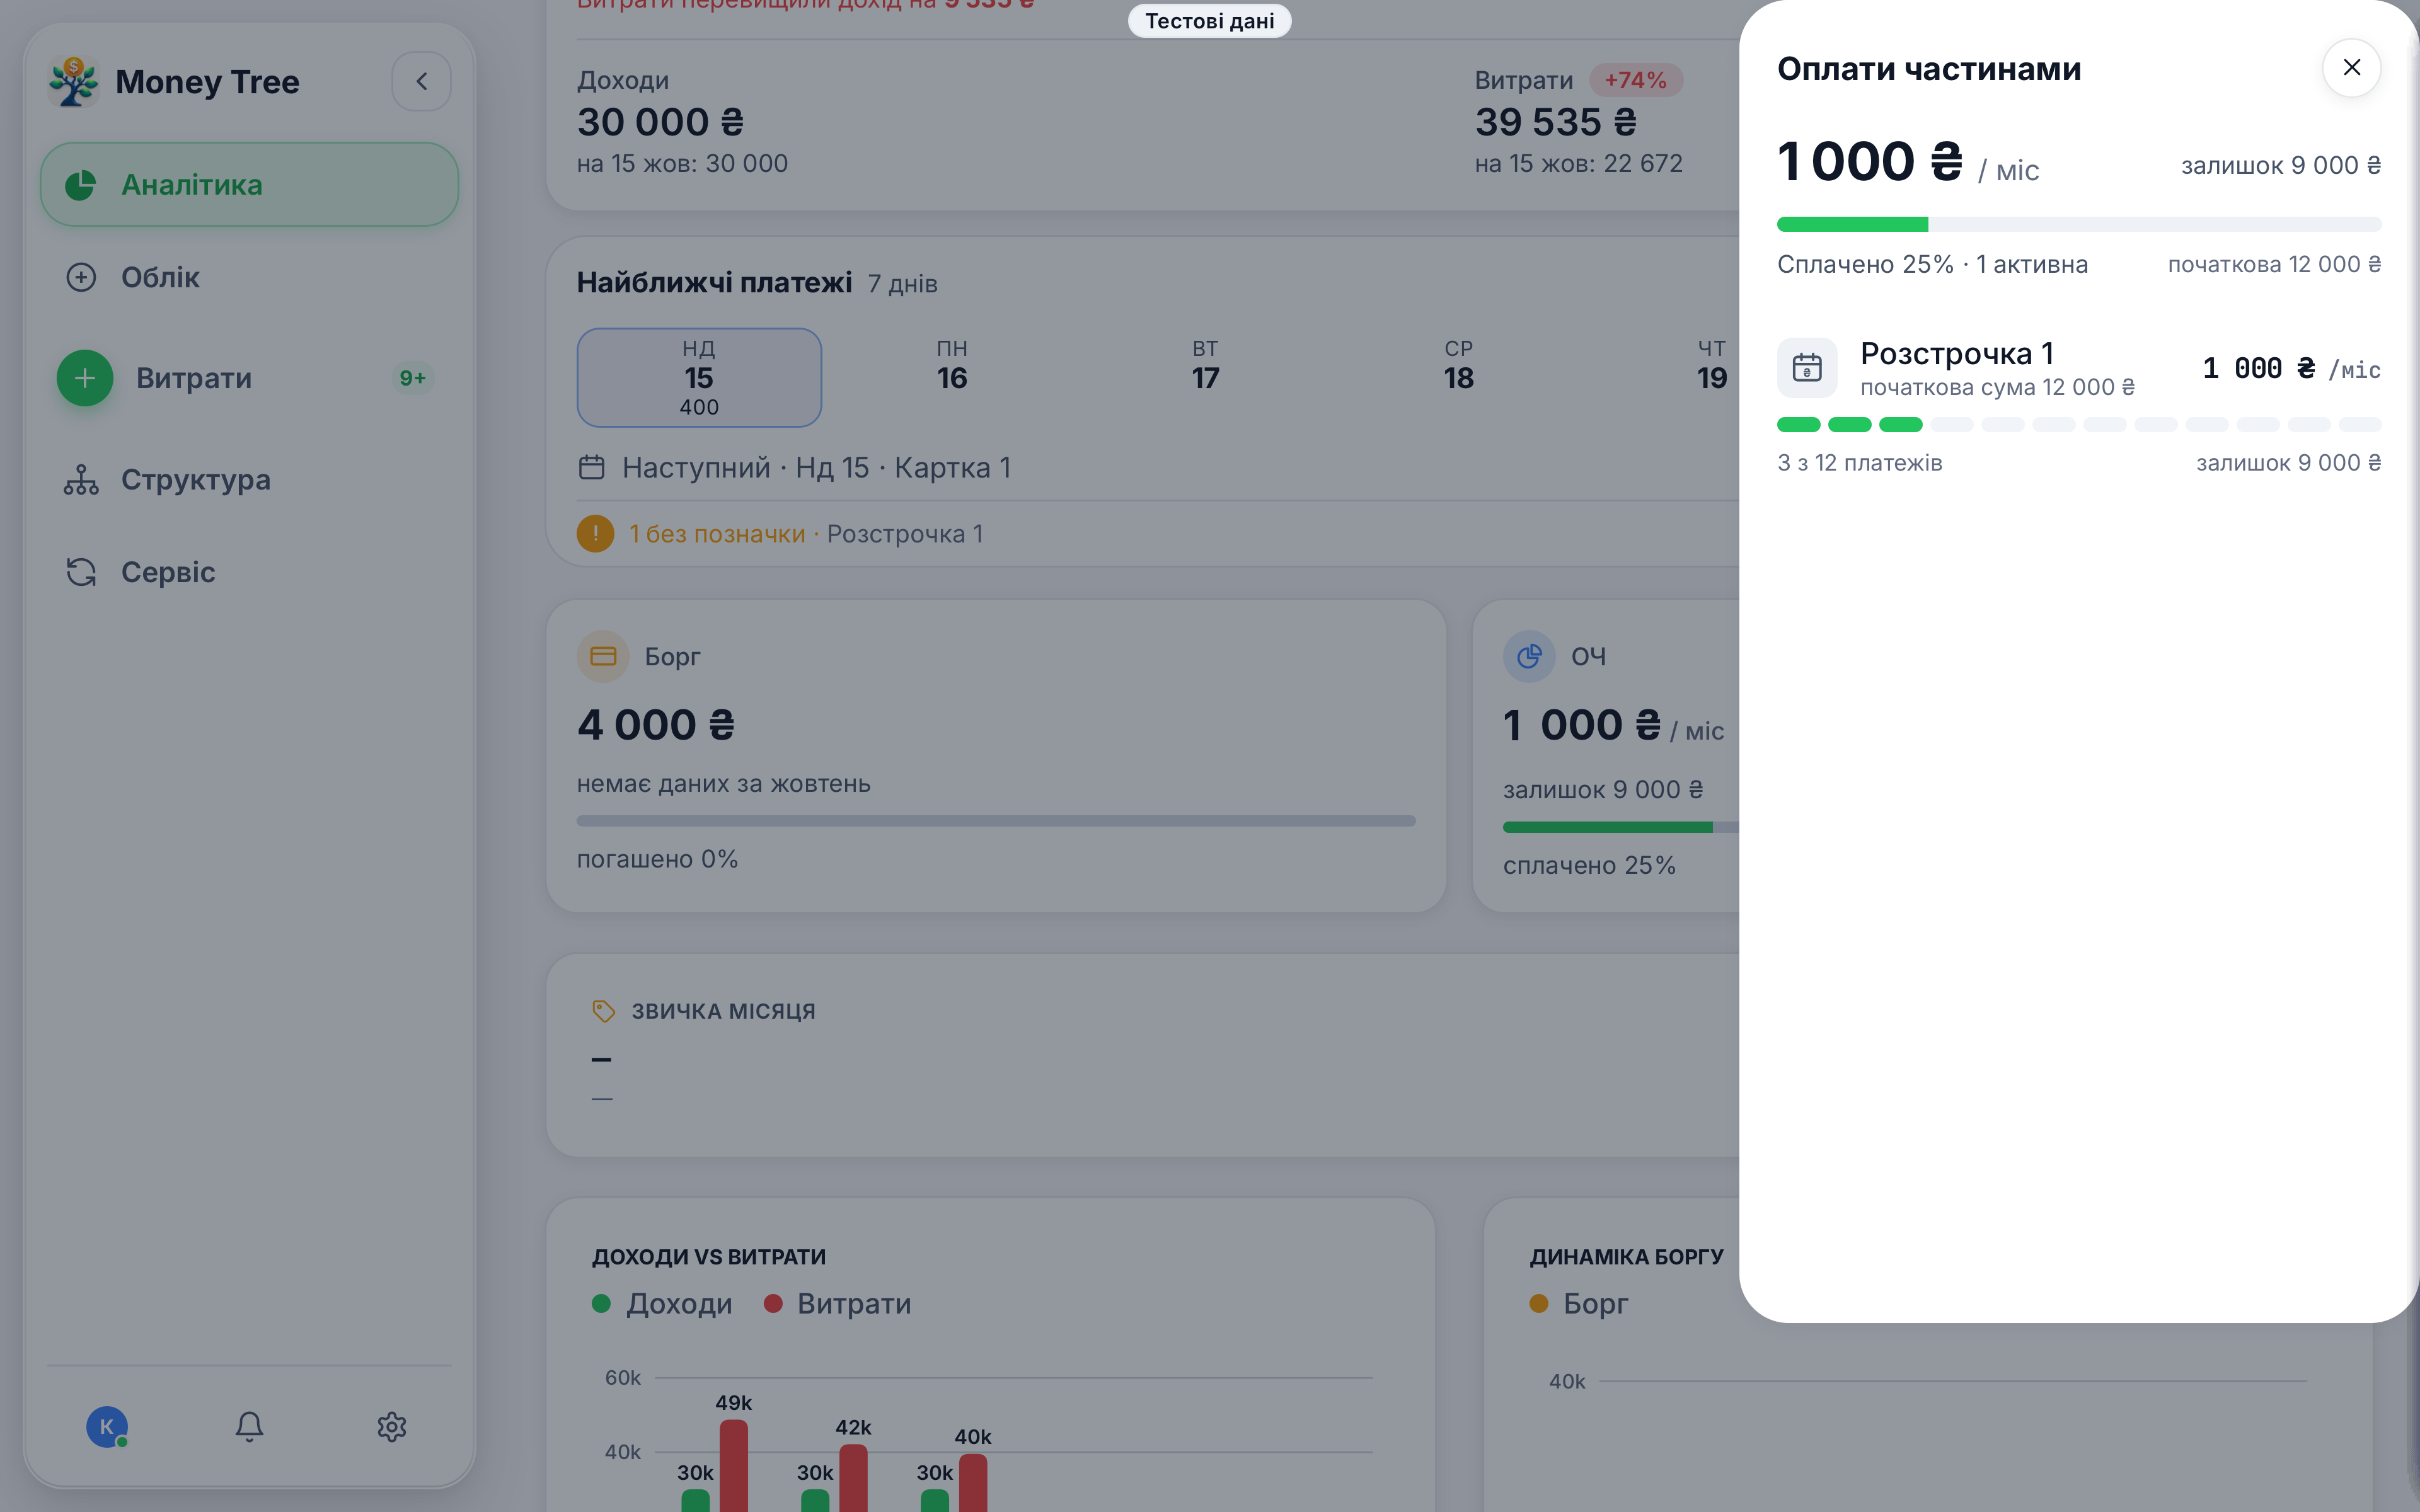 Витрати перевищили дохід на 9 535 ₴
Тестові дані
Money Tree
Аналітика
Облік
Витрати 9+
Структура
Сервіс
K
Доходи
30 000 ₴
на 15 жов: 30 000
Витрати +74%
39 535 ₴
на 15 жов: 22 672
Найближчі платежі 7 днів
НД
15
400
ПН
16
ВТ
17
СР
18
ЧТ
19
Наступний · Нд 15 · Картка 1
! 1 без позначки · Розстрочка 1
Борг
4 000 ₴
немає даних за жовтень
погашено 0%
ОЧ
1 000 ₴ / міс
залишок 9 000 ₴
сплачено 25%
ЗВИЧКА МІСЯЦЯ
–
—
ДОХОДИ VS ВИТРАТИ
Доходи Витрати
60k
40k
49k
42k
40k
30k
30k
30k
ДИНАМІКА БОРГУ
Борг
40k
Оплати частинами
1 000 ₴ / міс залишок 9 000 ₴
Сплачено 25% · 1 активна початкова 12 000 ₴
Розстрочка 1
початкова сума 12 000 ₴
1 000 ₴ /міс
3 з 12 платежів залишок 9 000 ₴